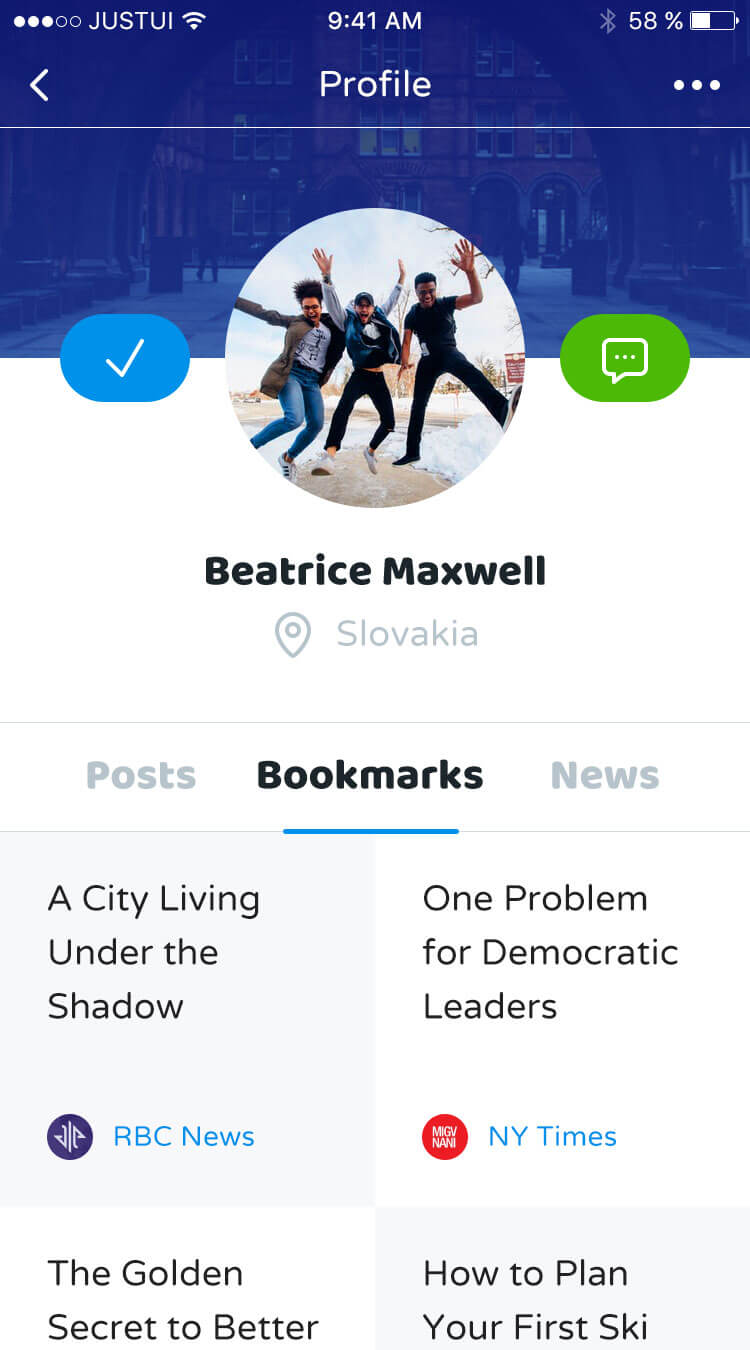 JUSTUI 9:41 AM 58 %
Profile
Beatrice Maxwell
Slovakia
Posts Bookmarks News
A City Living
Under the
Shadow
RBC News
One Problem
for Democratic
Leaders
MIGV
NANI
NY Times
The Golden
Secret to Better
How to Plan
Your First Ski